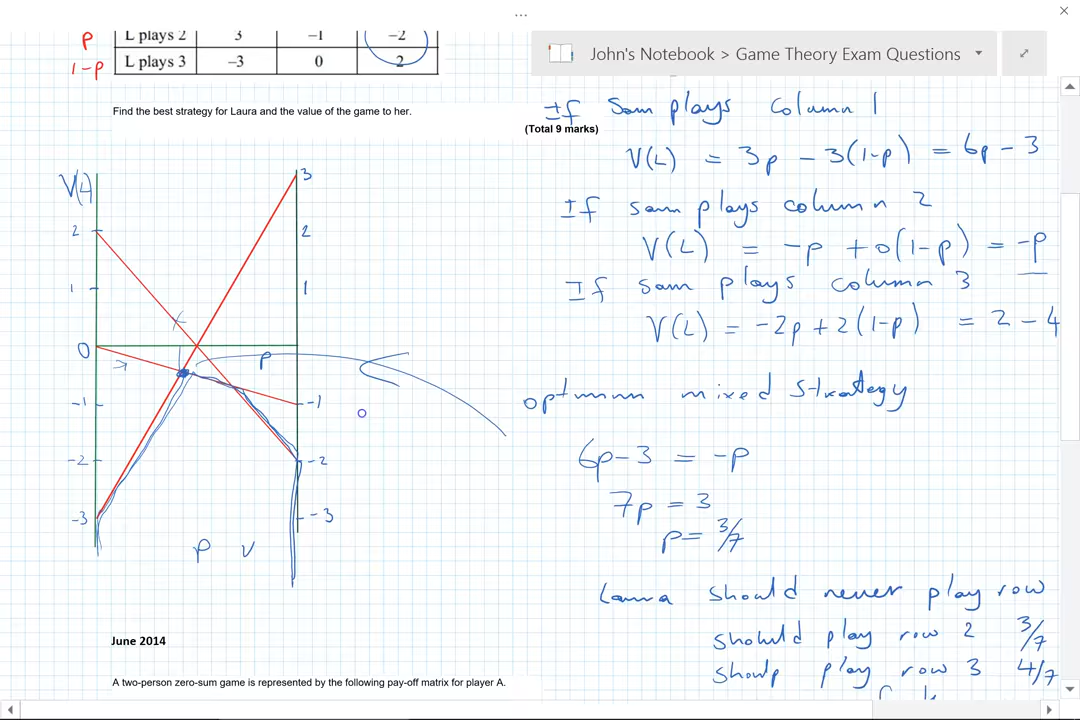 ...
p L plays 2 3 −1 −2
1-p L plays 3 −3 0 2
John's Notebook > Game Theory Exam Questions
Find the best strategy for Laura and the value of the game to her.
(Total 9 marks)
If Sam plays column 1
V(L) = 3p - 3(1-p) = 6p - 3
If sam plays column 2
V(L) = -p + 0(1-p) = -p
If sam plays column 3
V(L) = -2p + 2(1-p) = 2 - 4
V(L)
3
2 2
1 1
0 p
-1 -1
-2 -2
-3 -3
p v
optimum mixed strategy
6p-3 = -p
7p = 3
p = 3/7
Laura should never play row
should play row 2 3/7
shoulp play row 3 4/7
June 2014
A two-person zero-sum game is represented by the following pay-off matrix for player A.